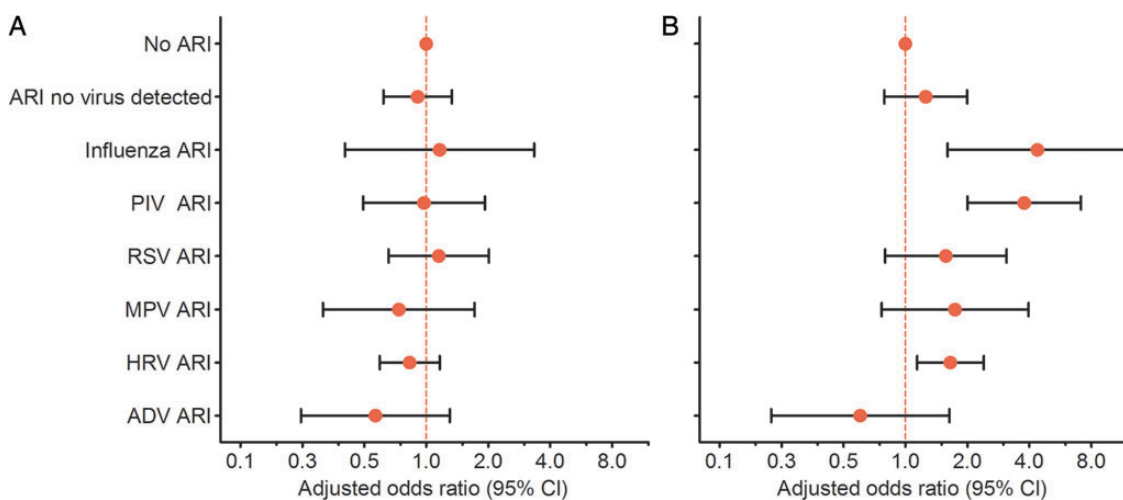 A
B
No ARI
ARI no virus detected
Influenza ARI
PIV ARI
RSV ARI
MPV ARI
HRV ARI
ADV ARI
0.1 0.3 0.5 1.0 2.0 4.0 8.0
0.1 0.3 0.5 1.0 2.0 4.0 8.0
Adjusted odds ratio (95% CI)
Adjusted odds ratio (95% CI)